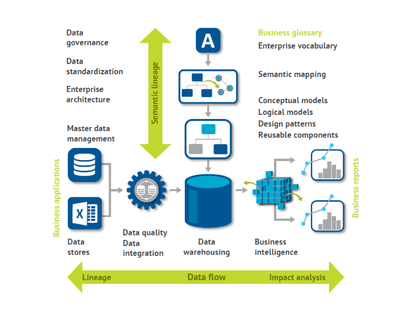 Data
governance
Data
standardization
Enterprise
architecture
Master data
management
Semantic lineage
A
Business glossary
Enterprise vocabulary
Semantic mapping
Conceptual models
Logical models
Design patterns
Reusable components
Business applications
X
Business reports
Data
stores
Data quality
Data
integration
Data
warehousing
Business
intelligence
Lineage
Data flow
Impact analysis